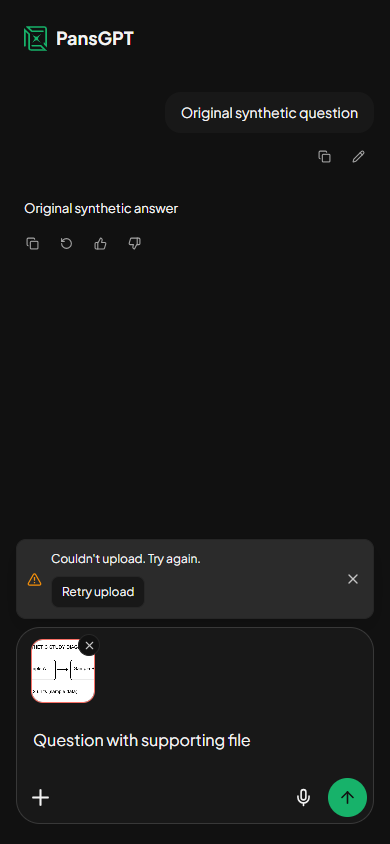 PansGPT
Original synthetic question
Original synthetic answer
Couldn't upload. Try again.
Retry upload
Question with supporting file